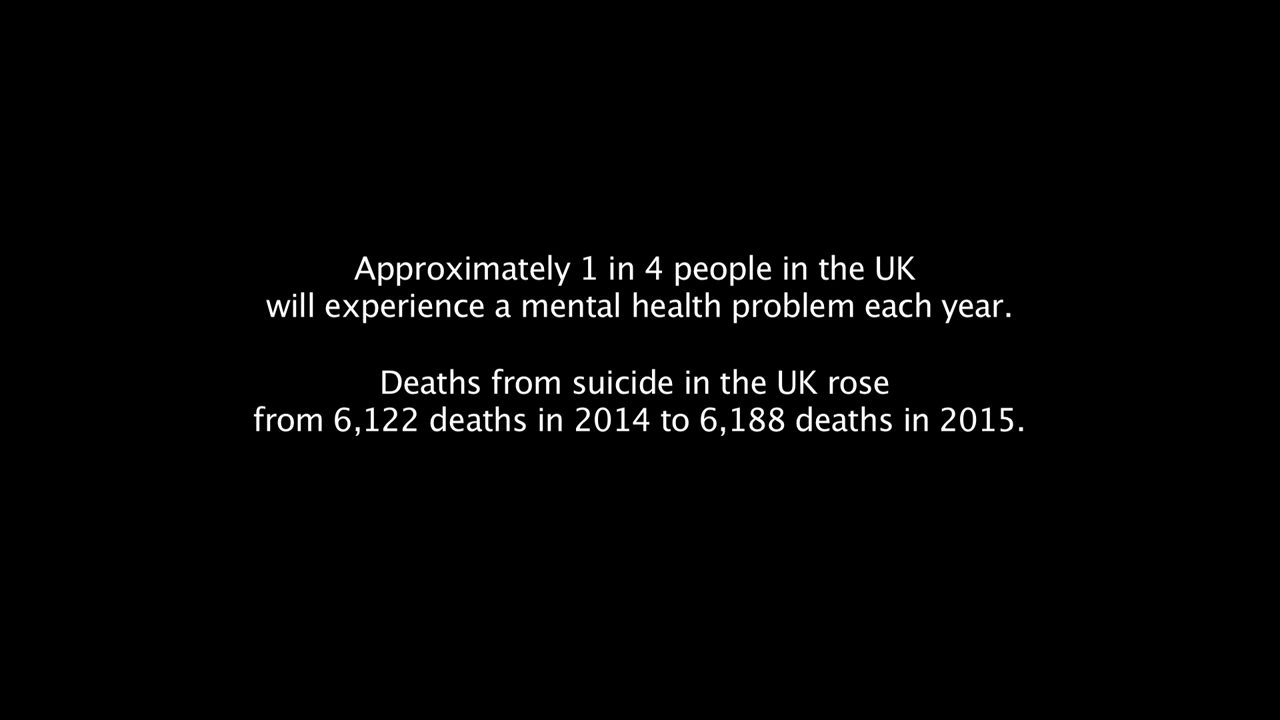 Approximately 1 in 4 people in the UK
will experience a mental health problem each year.
Deaths from suicide in the UK rose
from 6,122 deaths in 2014 to 6,188 deaths in 2015.